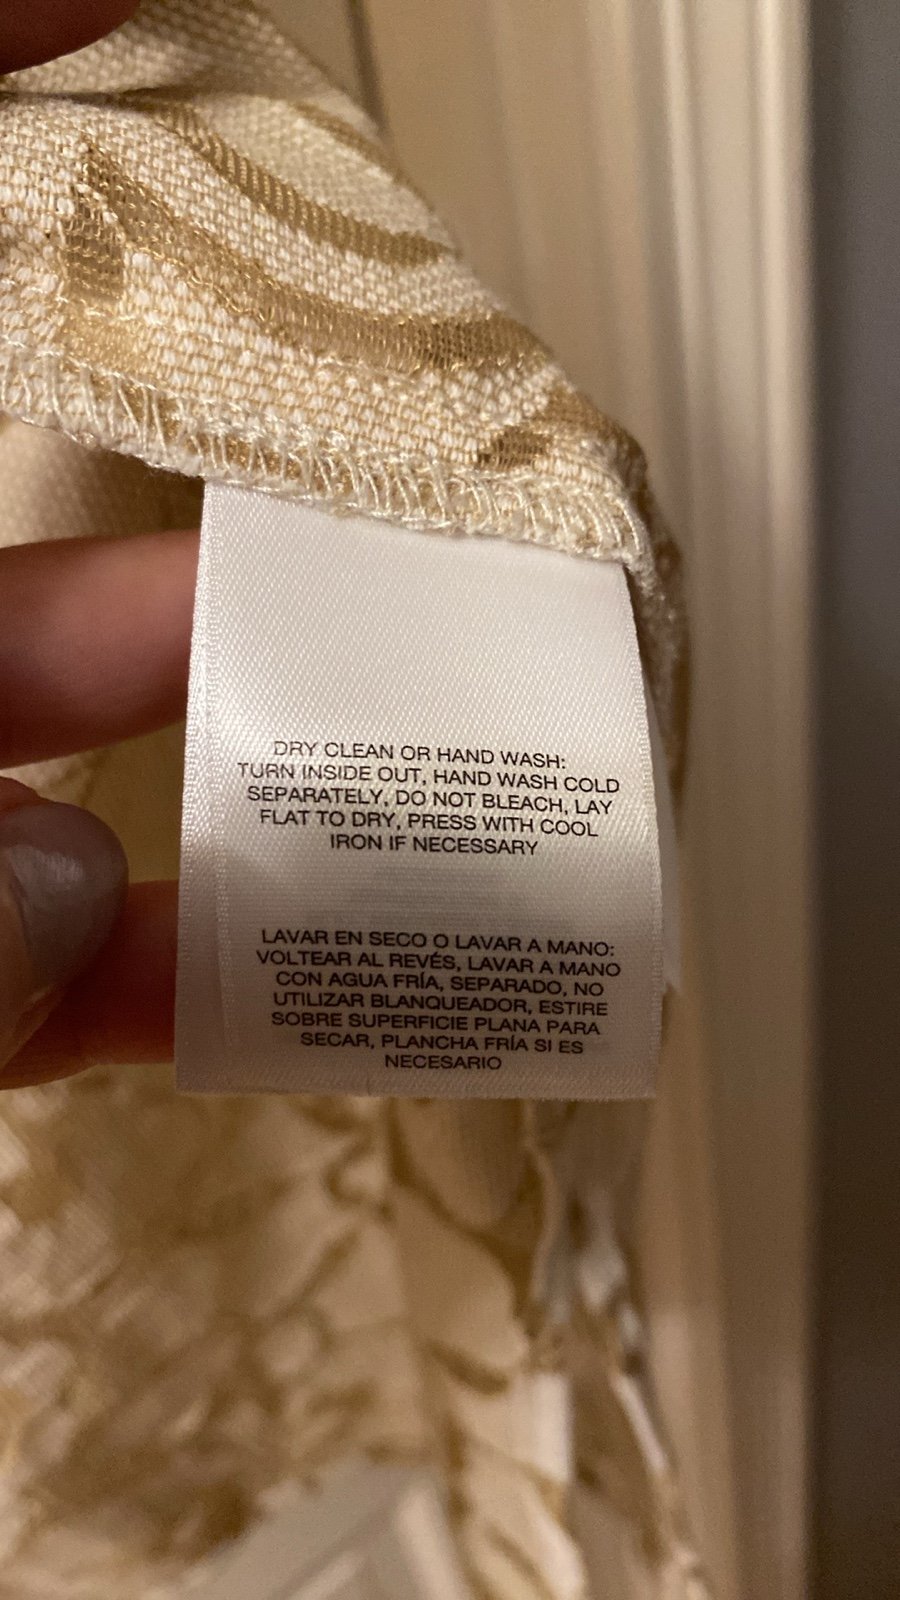 DRY CLEAN OR HAND WASH:
TURN INSIDE OUT, HAND WASH COLD
SEPARATELY, DO NOT BLEACH, LAY
FLAT TO DRY, PRESS WITH COOL
IRON IF NECESSARY
LAVAR EN SECO O LAVAR A MANO:
VOLTEAR AL REVÉS, LAVAR A MANO
CON AGUA FRÍA, SEPARADO, NO
UTILIZAR BLANQUEADOR, ESTIRE
SOBRE SUPERFICIE PLANA PARA
SECAR, PLANCHA FRÍA SI ES
NECESARIO